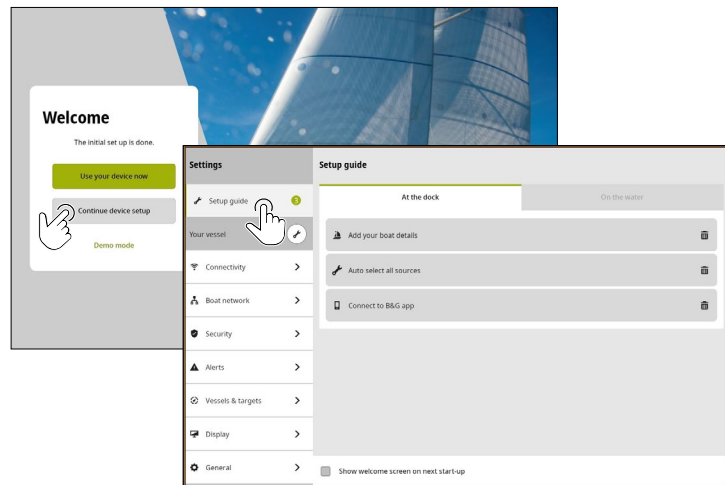 Welcome
The initial set up is done.
Use your device now
Continue device setup
Demo mode
Settings
Setup guide
3
Your vessel
Connectivity
Boat network
Security
Alerts
Vessels & targets
Display
General
Setup guide
At the dock
On the water
Add your boat details
Auto select all sources
Connect to B&G app
Show welcome screen on next start-up